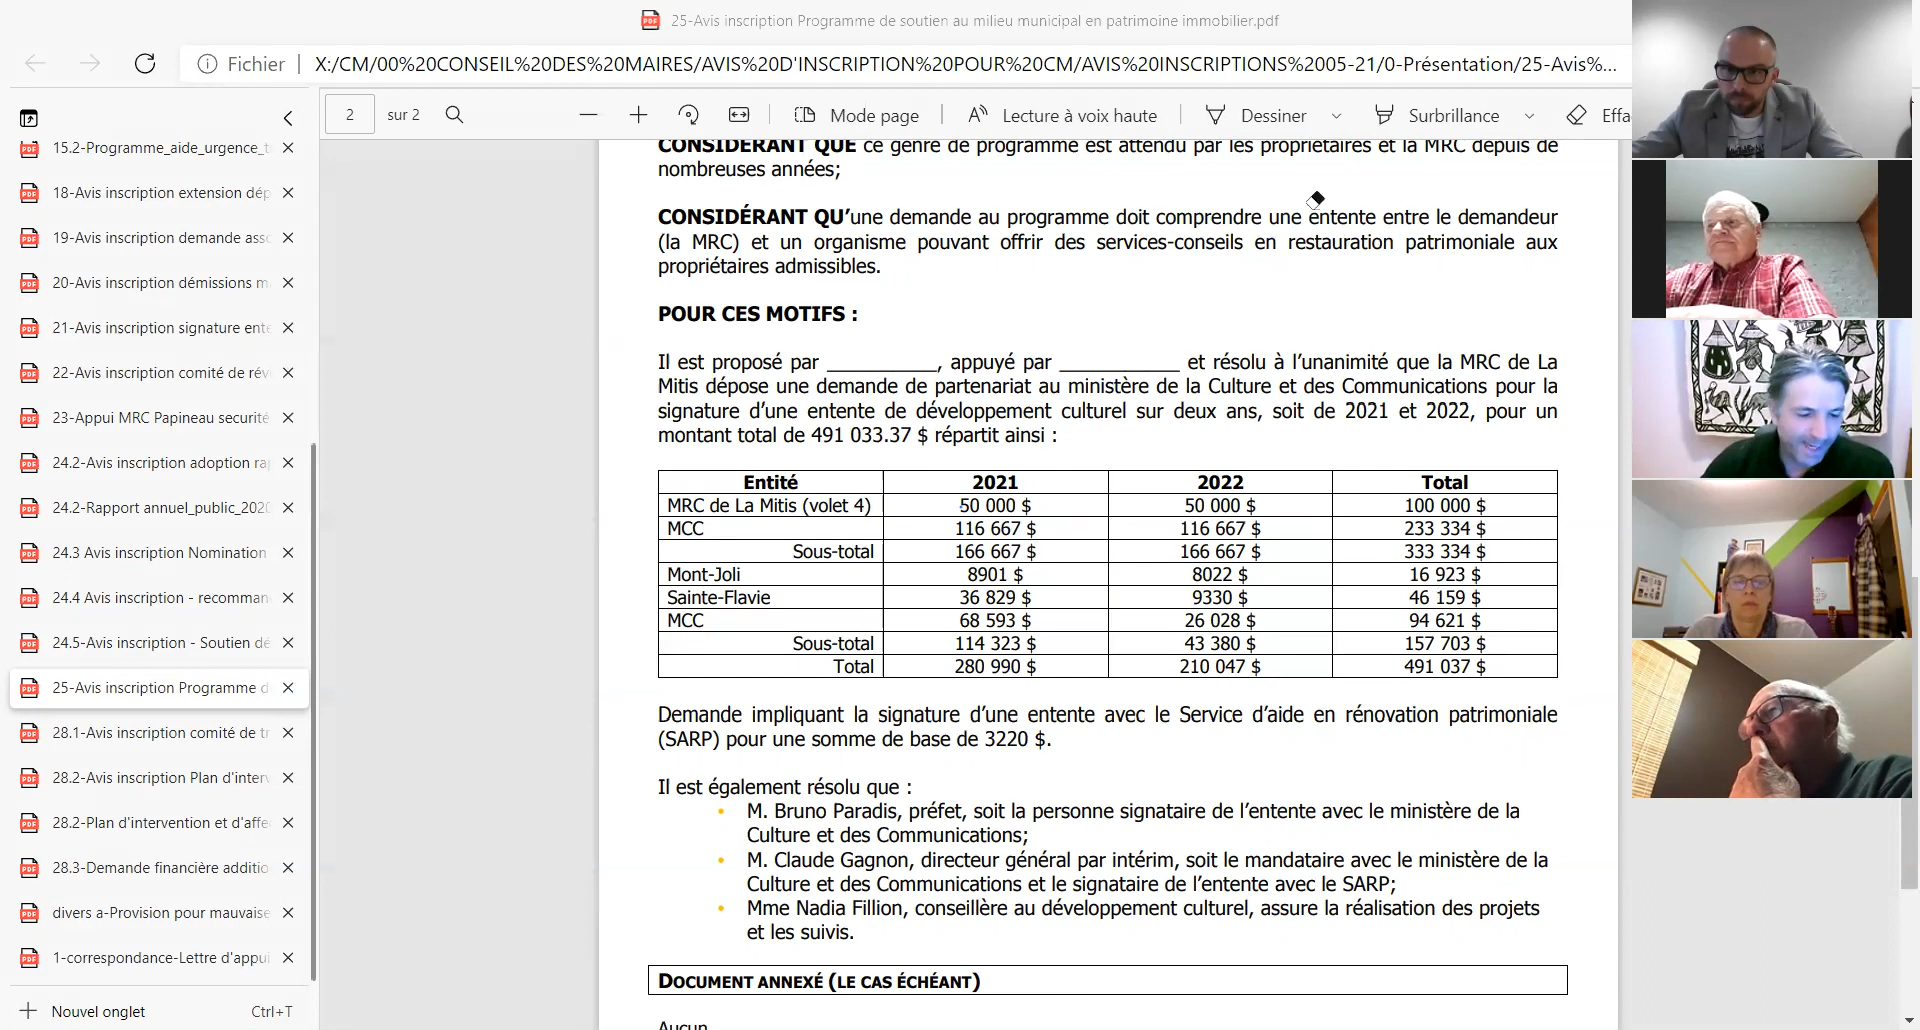 25-Avis inscription Programme de soutien au milieu municipal en patrimoine immobilier.pdf
Fichier | X:/CM/00%20CONSEIL%20DES%20MAIRES/AVIS%20D'INSCRIPTION%20POUR%20CM/AVIS%20INSCRIPTIONS%2005-21/0-Présentation/25-Avis%...
2 sur 2 Mode page Lecture à voix haute Dessiner Surbrillance Effa
15.2-Programme_aide_urgence_t
18-Avis inscription extension dép
19-Avis inscription demande asso
20-Avis inscription démissions m
21-Avis inscription signature ente
22-Avis inscription comité de rév
23-Appui MRC Papineau securité
24.2-Avis inscription adoption rap
24.2-Rapport annuel_public_2020
24.3 Avis inscription Nomination
24.4 Avis inscription - recomman
24.5-Avis inscription - Soutien dé
25-Avis inscription Programme d
28.1-Avis inscription comité de tr
28.2-Avis inscription Plan d'interv
28.2-Plan d'intervention et d'affe
28.3-Demande financière additio
divers a-Provision pour mauvaise
1-correspondance-Lettre d'appui
Nouvel onglet Ctrl+T
CONSIDÉRANT QUE ce genre de programme est attendu par les propriétaires et la MRC depuis de
nombreuses années;
CONSIDÉRANT QU’une demande au programme doit comprendre une entente entre le demandeur
(la MRC) et un organisme pouvant offrir des services-conseils en restauration patrimoniale aux
propriétaires admissibles.
POUR CES MOTIFS :
Il est proposé par ___________, appuyé par ____________ et résolu à l’unanimité que la MRC de La
Mitis dépose une demande de partenariat au ministère de la Culture et des Communications pour la
signature d’une entente de développement culturel sur deux ans, soit de 2021 et 2022, pour un
montant total de 491 033.37 $ répartit ainsi :
Entité 2021 2022 Total
MRC de La Mitis (volet 4) 50 000 $ 50 000 $ 100 000 $
MCC 116 667 $ 116 667 $ 233 334 $
Sous-total 166 667 $ 166 667 $ 333 334 $
Mont-Joli 8901 $ 8022 $ 16 923 $
Sainte-Flavie 36 829 $ 9330 $ 46 159 $
MCC 68 593 $ 26 028 $ 94 621 $
Sous-total 114 323 $ 43 380 $ 157 703 $
Total 280 990 $ 210 047 $ 491 037 $
Demande impliquant la signature d’une entente avec le Service d’aide en rénovation patrimoniale
(SARP) pour une somme de base de 3220 $.
Il est également résolu que :
• M. Bruno Paradis, préfet, soit la personne signataire de l’entente avec le ministère de la
Culture et des Communications;
• M. Claude Gagnon, directeur général par intérim, soit le mandataire avec le ministère de la
Culture et des Communications et le signataire de l’entente avec le SARP;
• Mme Nadia Fillion, conseillère au développement culturel, assure la réalisation des projets
et les suivis.
DOCUMENT ANNEXÉ (LE CAS ÉCHÉANT)
Aucun